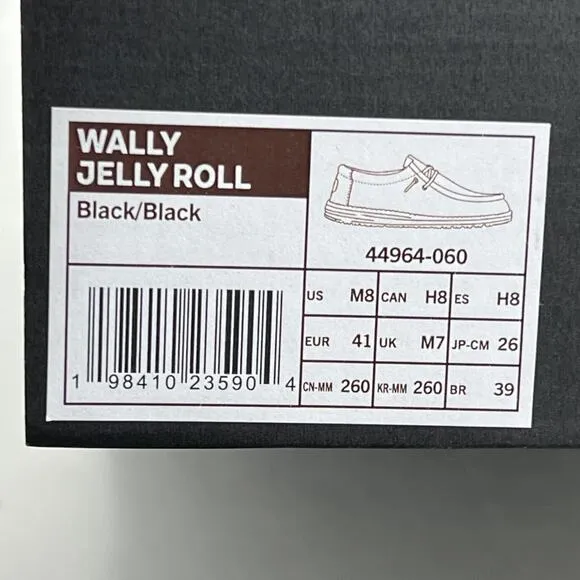 WALLY
JELLY ROLL
Black/Black
44964-060
US M8 CAN H8 ES H8
EUR 41 UK M7 JP-CM 26
CN-MM 260 KR-MM 260 BR 39
1 98410 23590 4